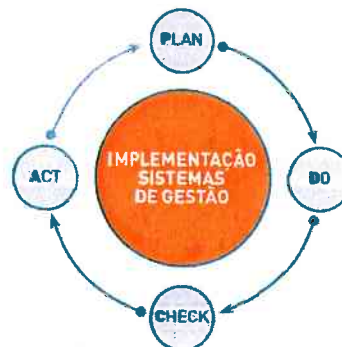 PLAN
IMPLEMENTAÇÃO
SISTEMAS
DE GESTÃO
ACT
DO
CHECK